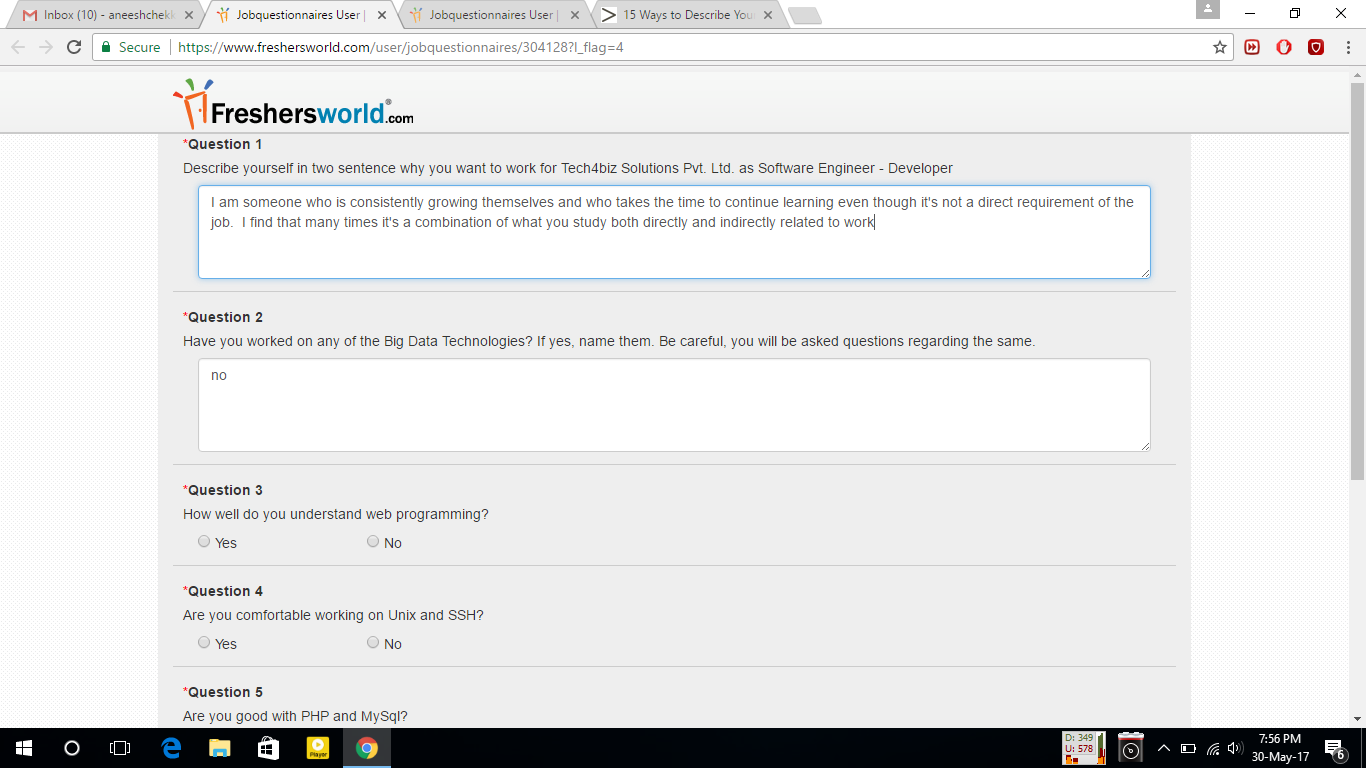 Inbox (10) - aneeshchekk
Jobquestionnaires User |
Jobquestionnaires User |
15 Ways to Describe You
Secure
https://www.freshersworld.com/user/jobquestionnaires/304128?l_flag=4
Freshersworld.com
*Question 1
Describe yourself in two sentence why you want to work for Tech4biz Solutions Pvt. Ltd. as Software Engineer - Developer
I am someone who is consistently growing themselves and who takes the time to continue learning even though it's not a direct requirement of the
job.  I find that many times it's a combination of what you study both directly and indirectly related to work
*Question 2
Have you worked on any of the Big Data Technologies? If yes, name them. Be careful, you will be asked questions regarding the same.
no
*Question 3
How well do you understand web programming?
Yes No
*Question 4
Are you comfortable working on Unix and SSH?
Yes No
*Question 5
Are you good with PHP and MySql?
Player
D: 349
U: 578
7:56 PM
30-May-17
6